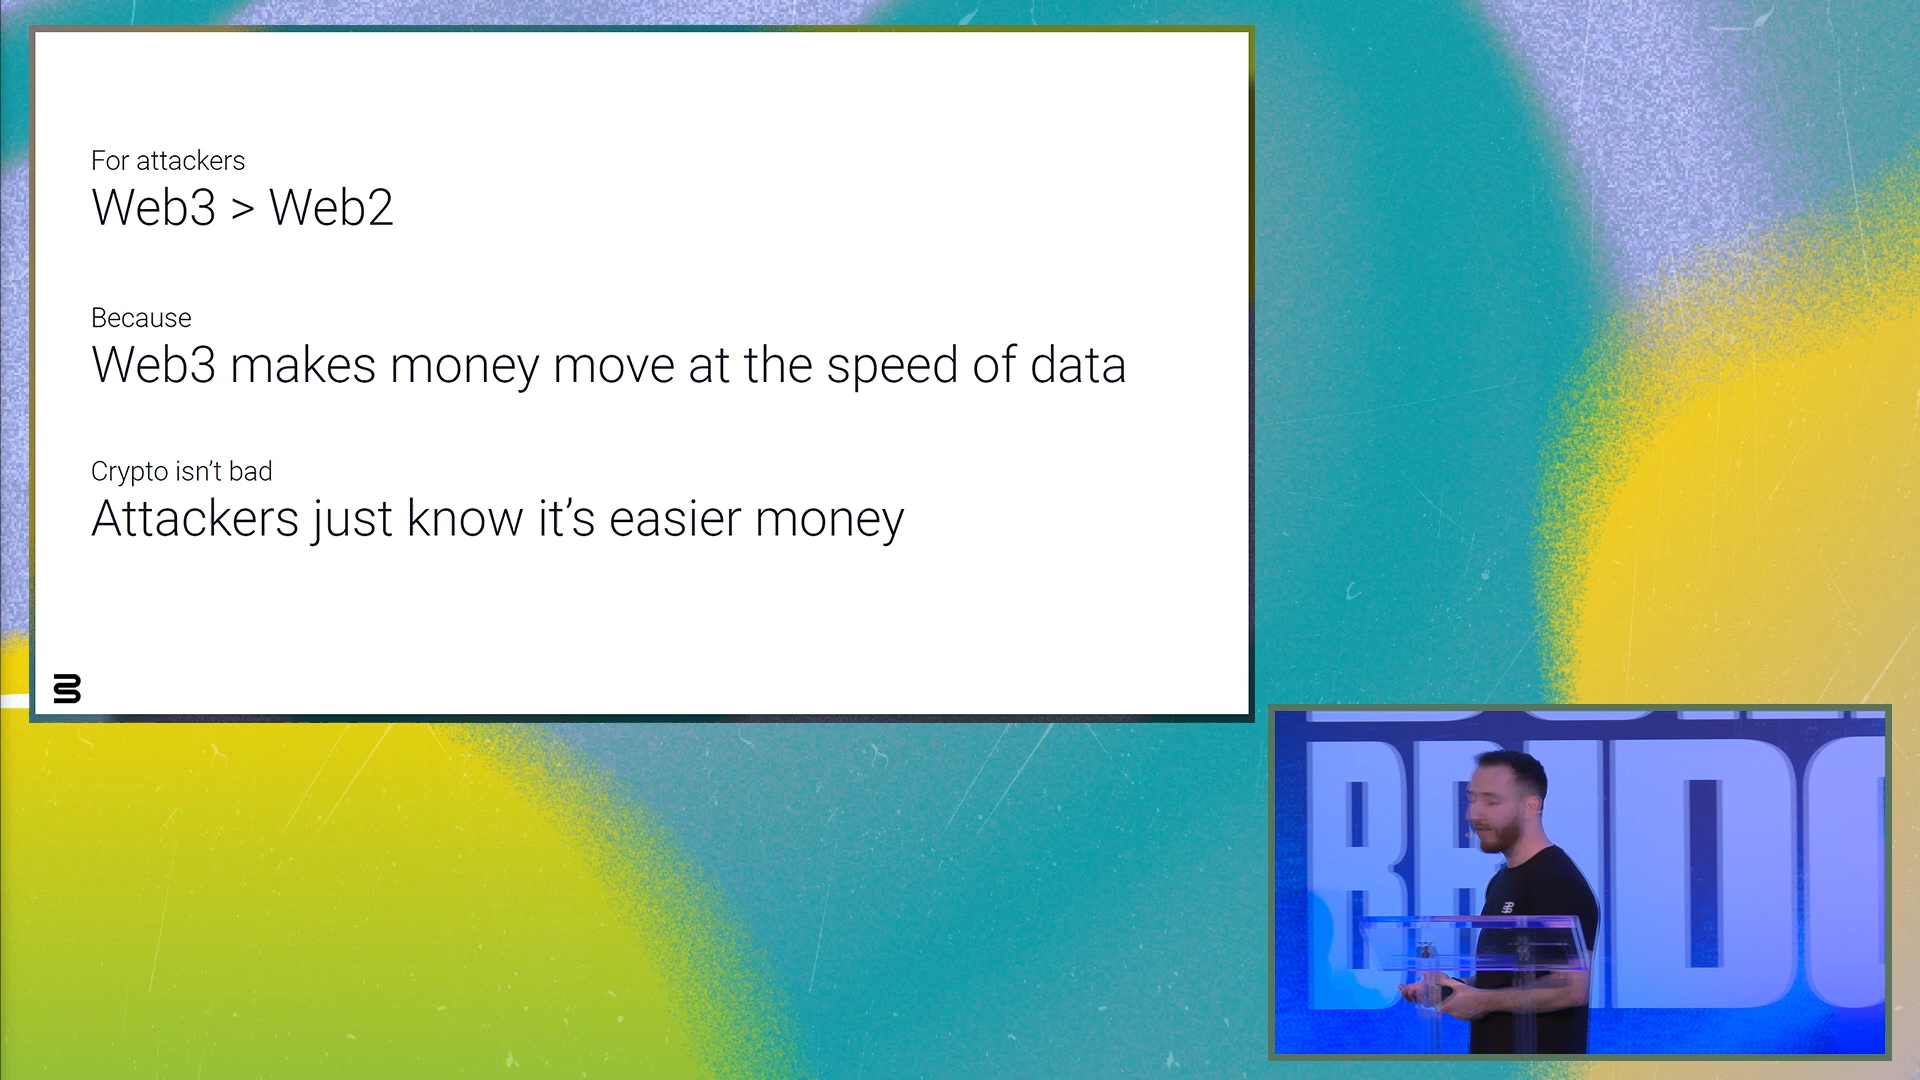 For attackers
Web3 > Web2
Because
Web3 makes money move at the speed of data
Crypto isn’t bad
Attackers just know it’s easier money